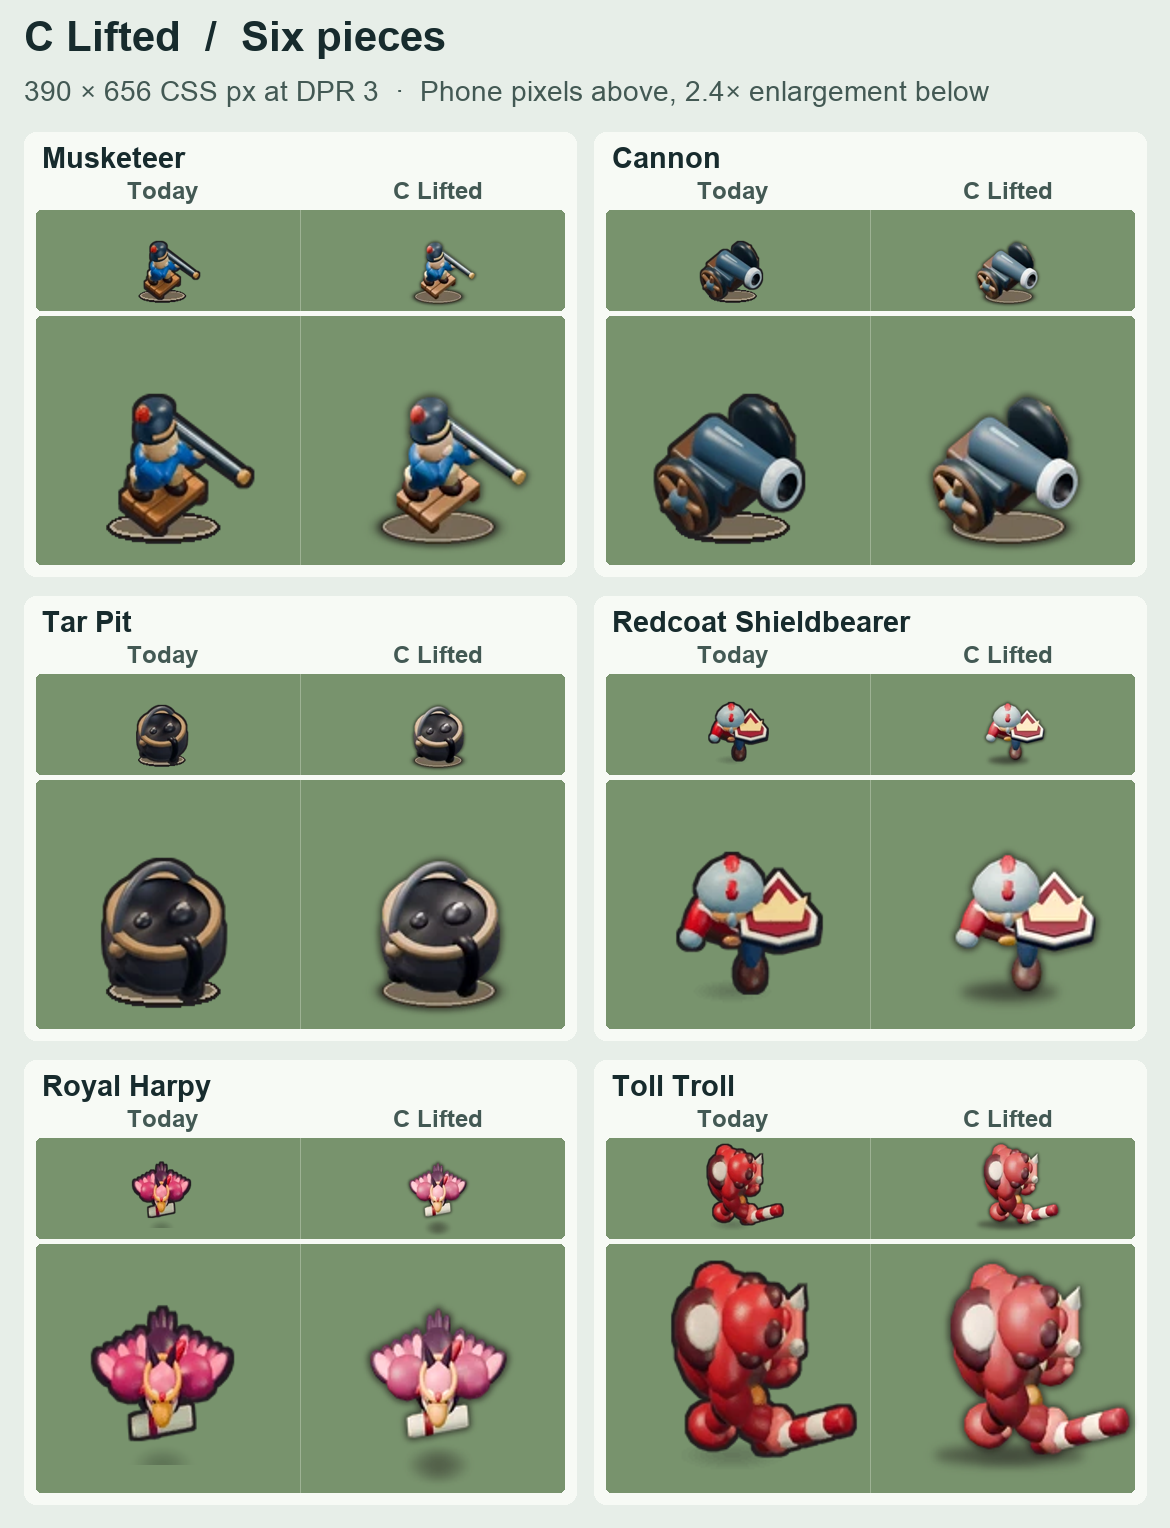 C Lifted / Six pieces
390 × 656 CSS px at DPR 3 · Phone pixels above, 2.4× enlargement below
Musketeer
Today C Lifted
Cannon
Today C Lifted
Tar Pit
Today C Lifted
Redcoat Shieldbearer
Today C Lifted
Royal Harpy
Today C Lifted
Toll Troll
Today C Lifted